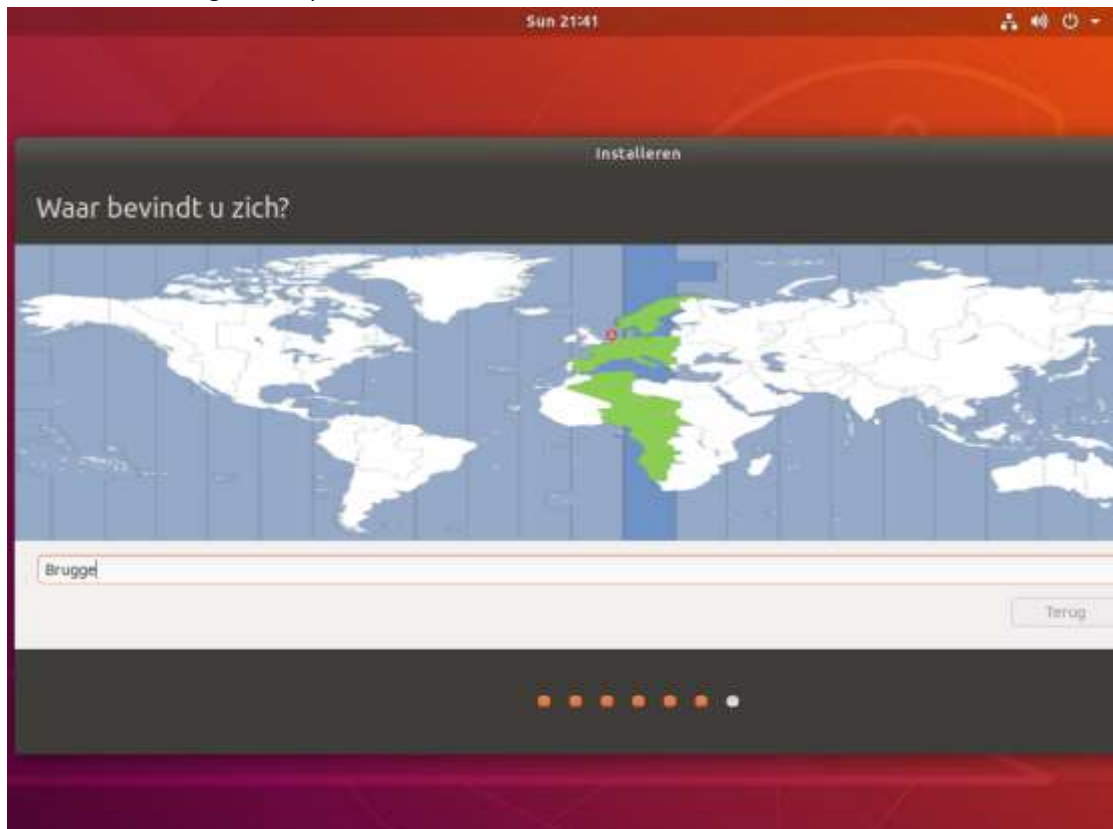 Sun 21:41
Installeren
Waar bevindt u zich?
Brugge
Terug